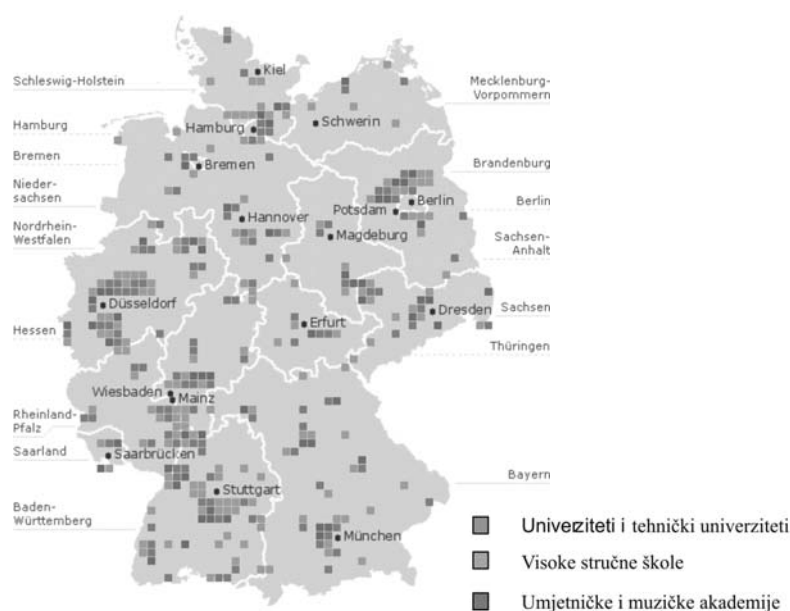 Kiel
Schleswig-Holstein
Mecklenburg-
Vorpommern
Hamburg
Hamburg
Schwerin
Bremen
Bremen
Brandenburg
Nieder-
sachsen
Berlin
Berlin
Potsdam
Hannover
Nordrhein-
Westfalen
Magdeburg
Sachsen-
Anhalt
Düsseldorf
Dresden
Sachsen
Hessen
Erfurt
Thüringen
Wiesbaden
Mainz
Rheinland-
Pfalz
Saarland
Saarbrücken
Bayern
Stuttgart
Baden-
Württemberg
München
Univerziteti i tehnički univerziteti
Visoke stručne škole
Umjetničke i muzičke akademije